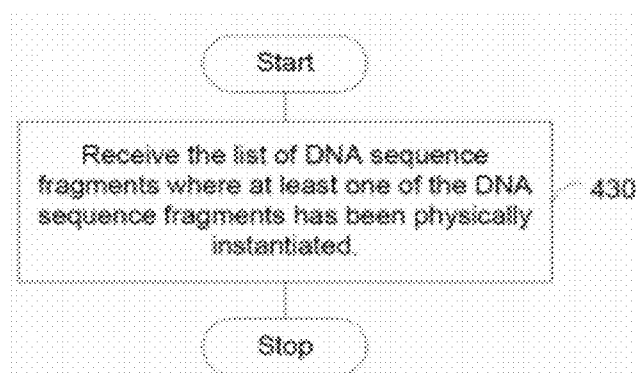 Start
Receive the list of DNA sequence
fragments where at least one of the DNA
sequence fragments has been physically
instantiated.
430
Stop